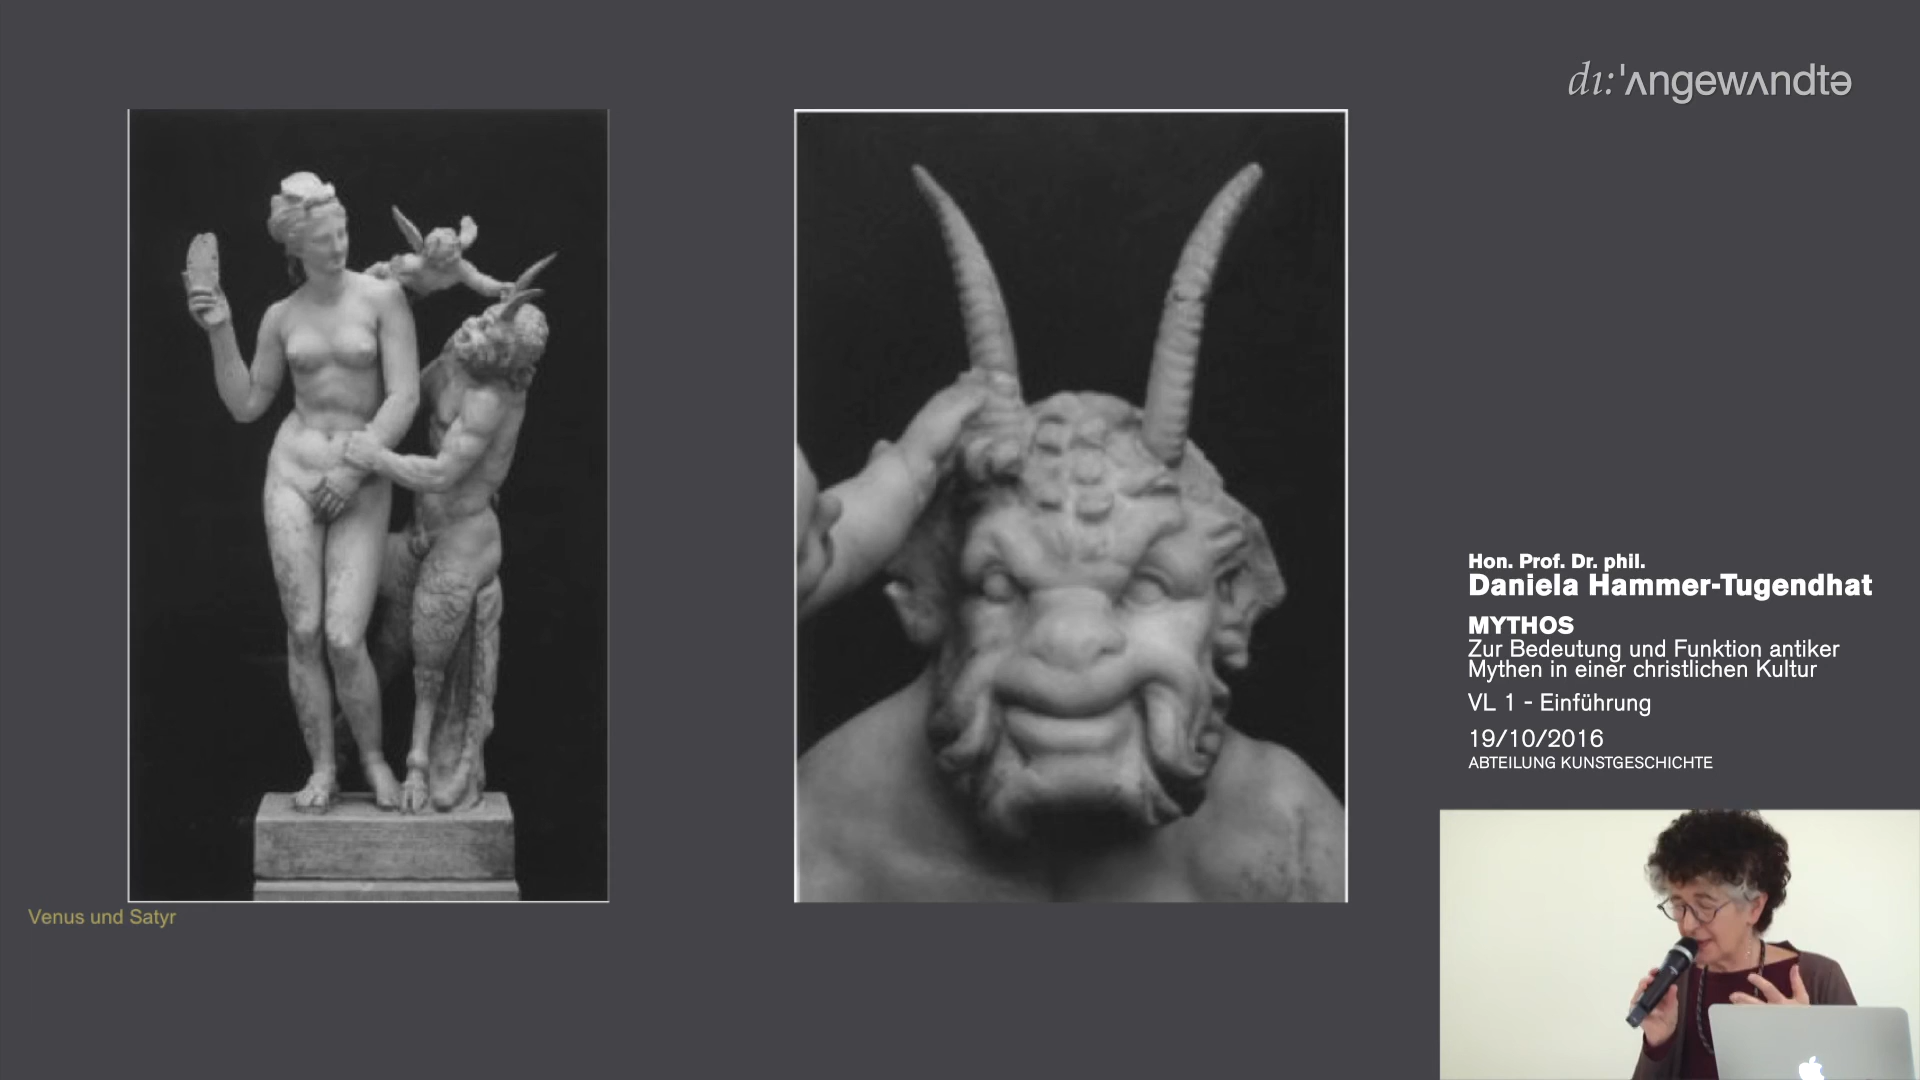 dı:ˈʌngewʌndtə
Venus und Satyr
Hon. Prof. Dr. phil.
Daniela Hammer-Tugendhat
MYTHOS
Zur Bedeutung und Funktion antiker
Mythen in einer christlichen Kultur
VL 1 - Einführung
19/10/2016
ABTEILUNG KUNSTGESCHICHTE